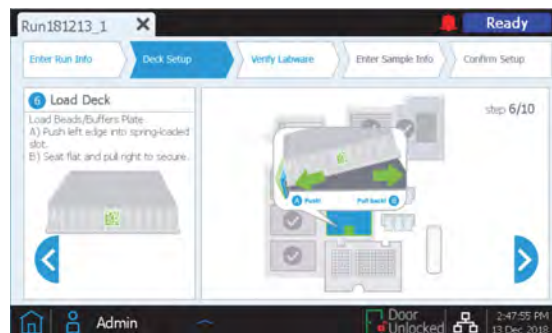 Run181213_1
Ready
Enter Run Info
Deck Setup
Verify Labware
Enter Sample Info
Confirm Setup
6 Load Deck
Load Beads/Buffers Plate
A) Push left edge into spring-loaded
slot.
B) Seat flat and pull right to secure.
step 6/10
A Push!
Pull back! B
Admin
Door
Unlocked
2:47:55 PM
13 Dec 2018